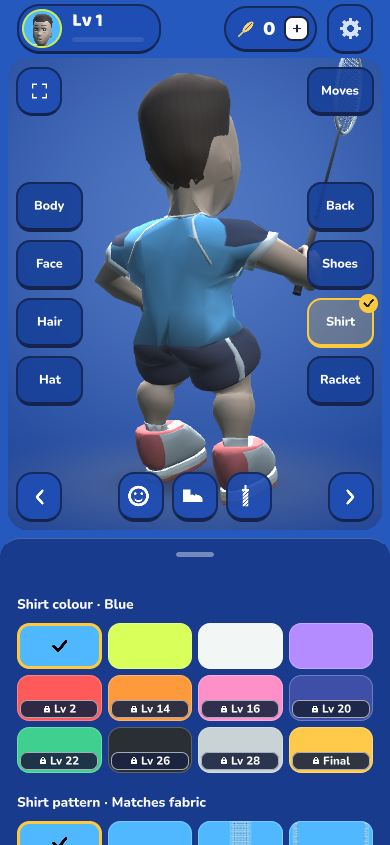 Lv 1
0
Moves
Body
Back
Face
Shoes
Hair
Shirt
Hat
Racket
Shirt colour · Blue
Lv 2
Lv 14
Lv 16
Lv 20
Lv 22
Lv 26
Lv 28
Final
Shirt pattern · Matches fabric